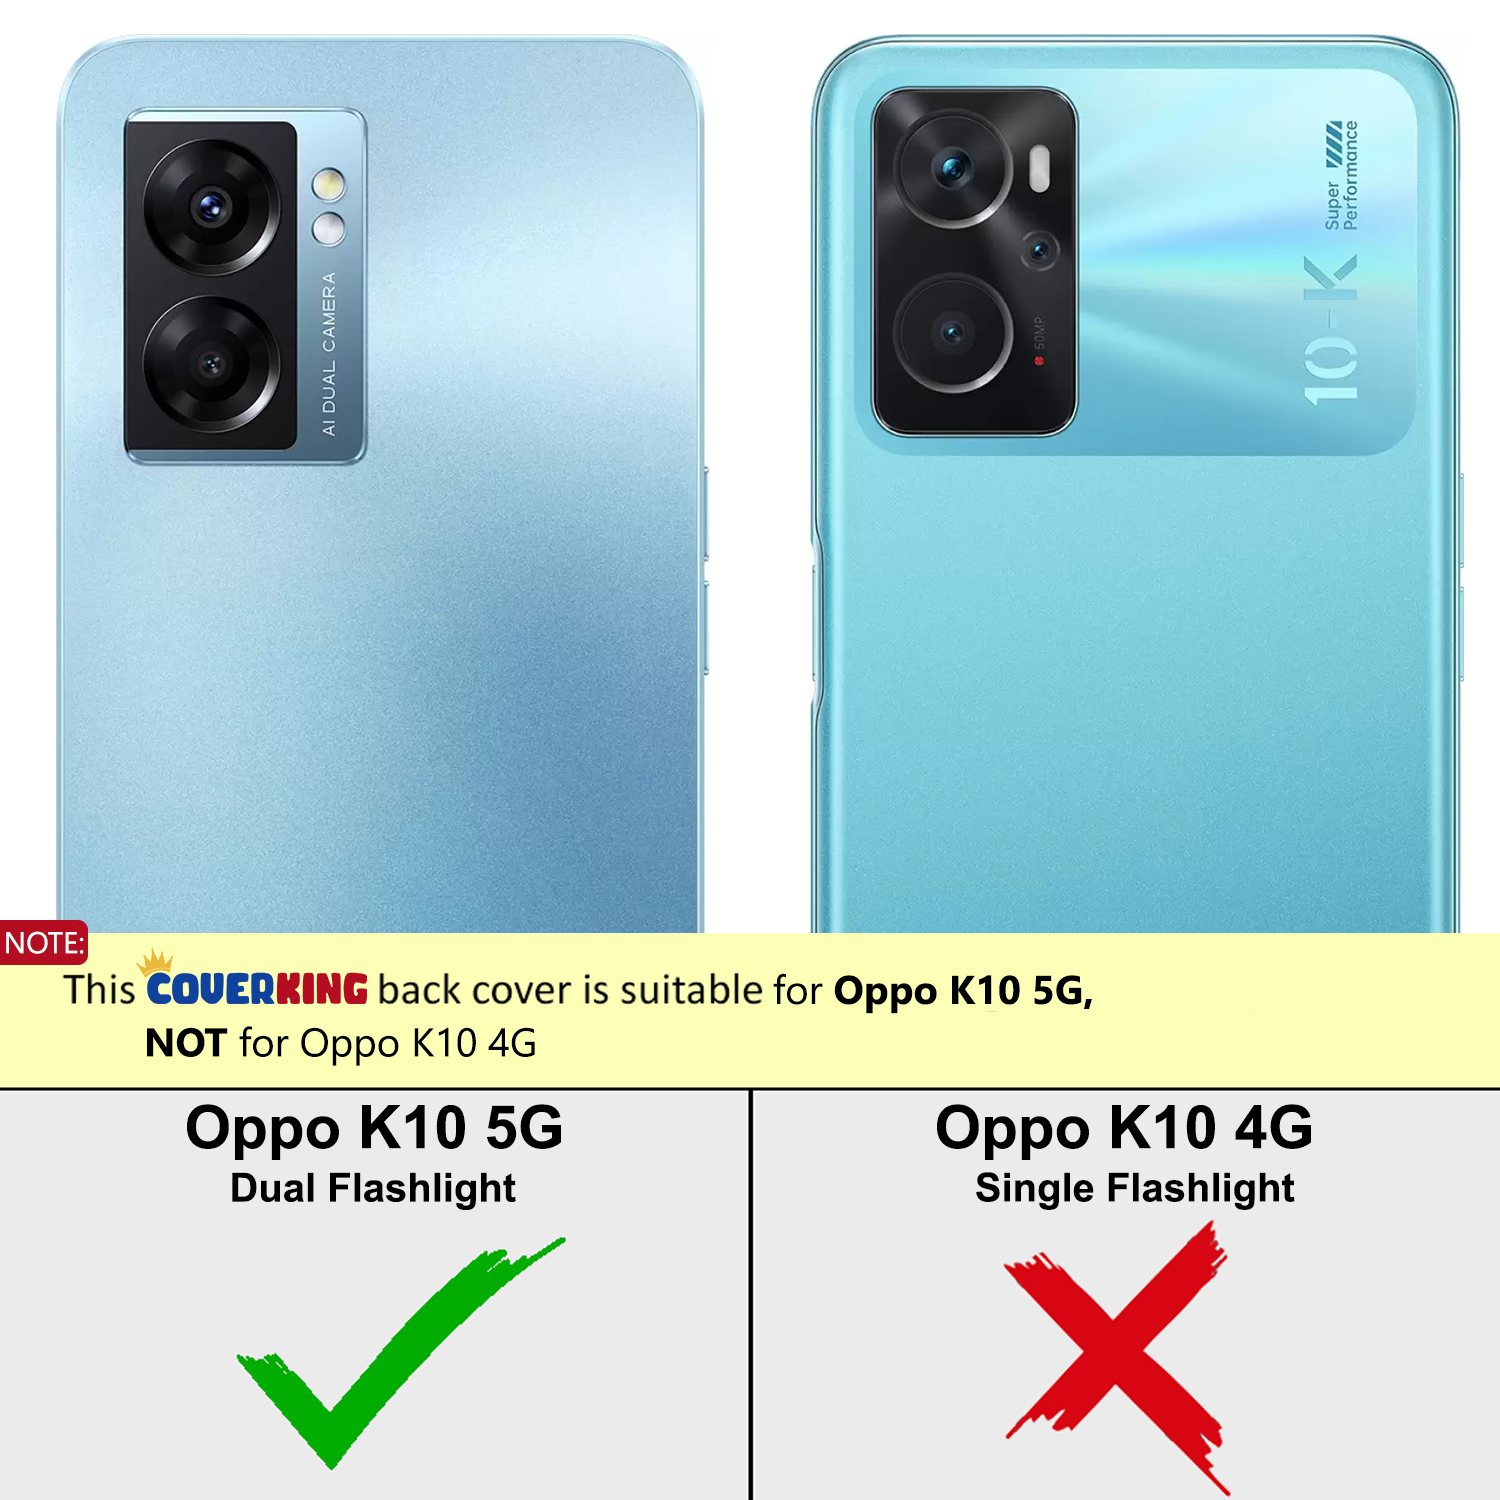 AI DUAL CAMERA
50MP
Super
Performance
10-K
NOTE:
This COVERKING back cover is suitable for Oppo K10 5G,
NOT for Oppo K10 4G
Oppo K10 5G
Dual Flashlight
Oppo K10 4G
Single Flashlight